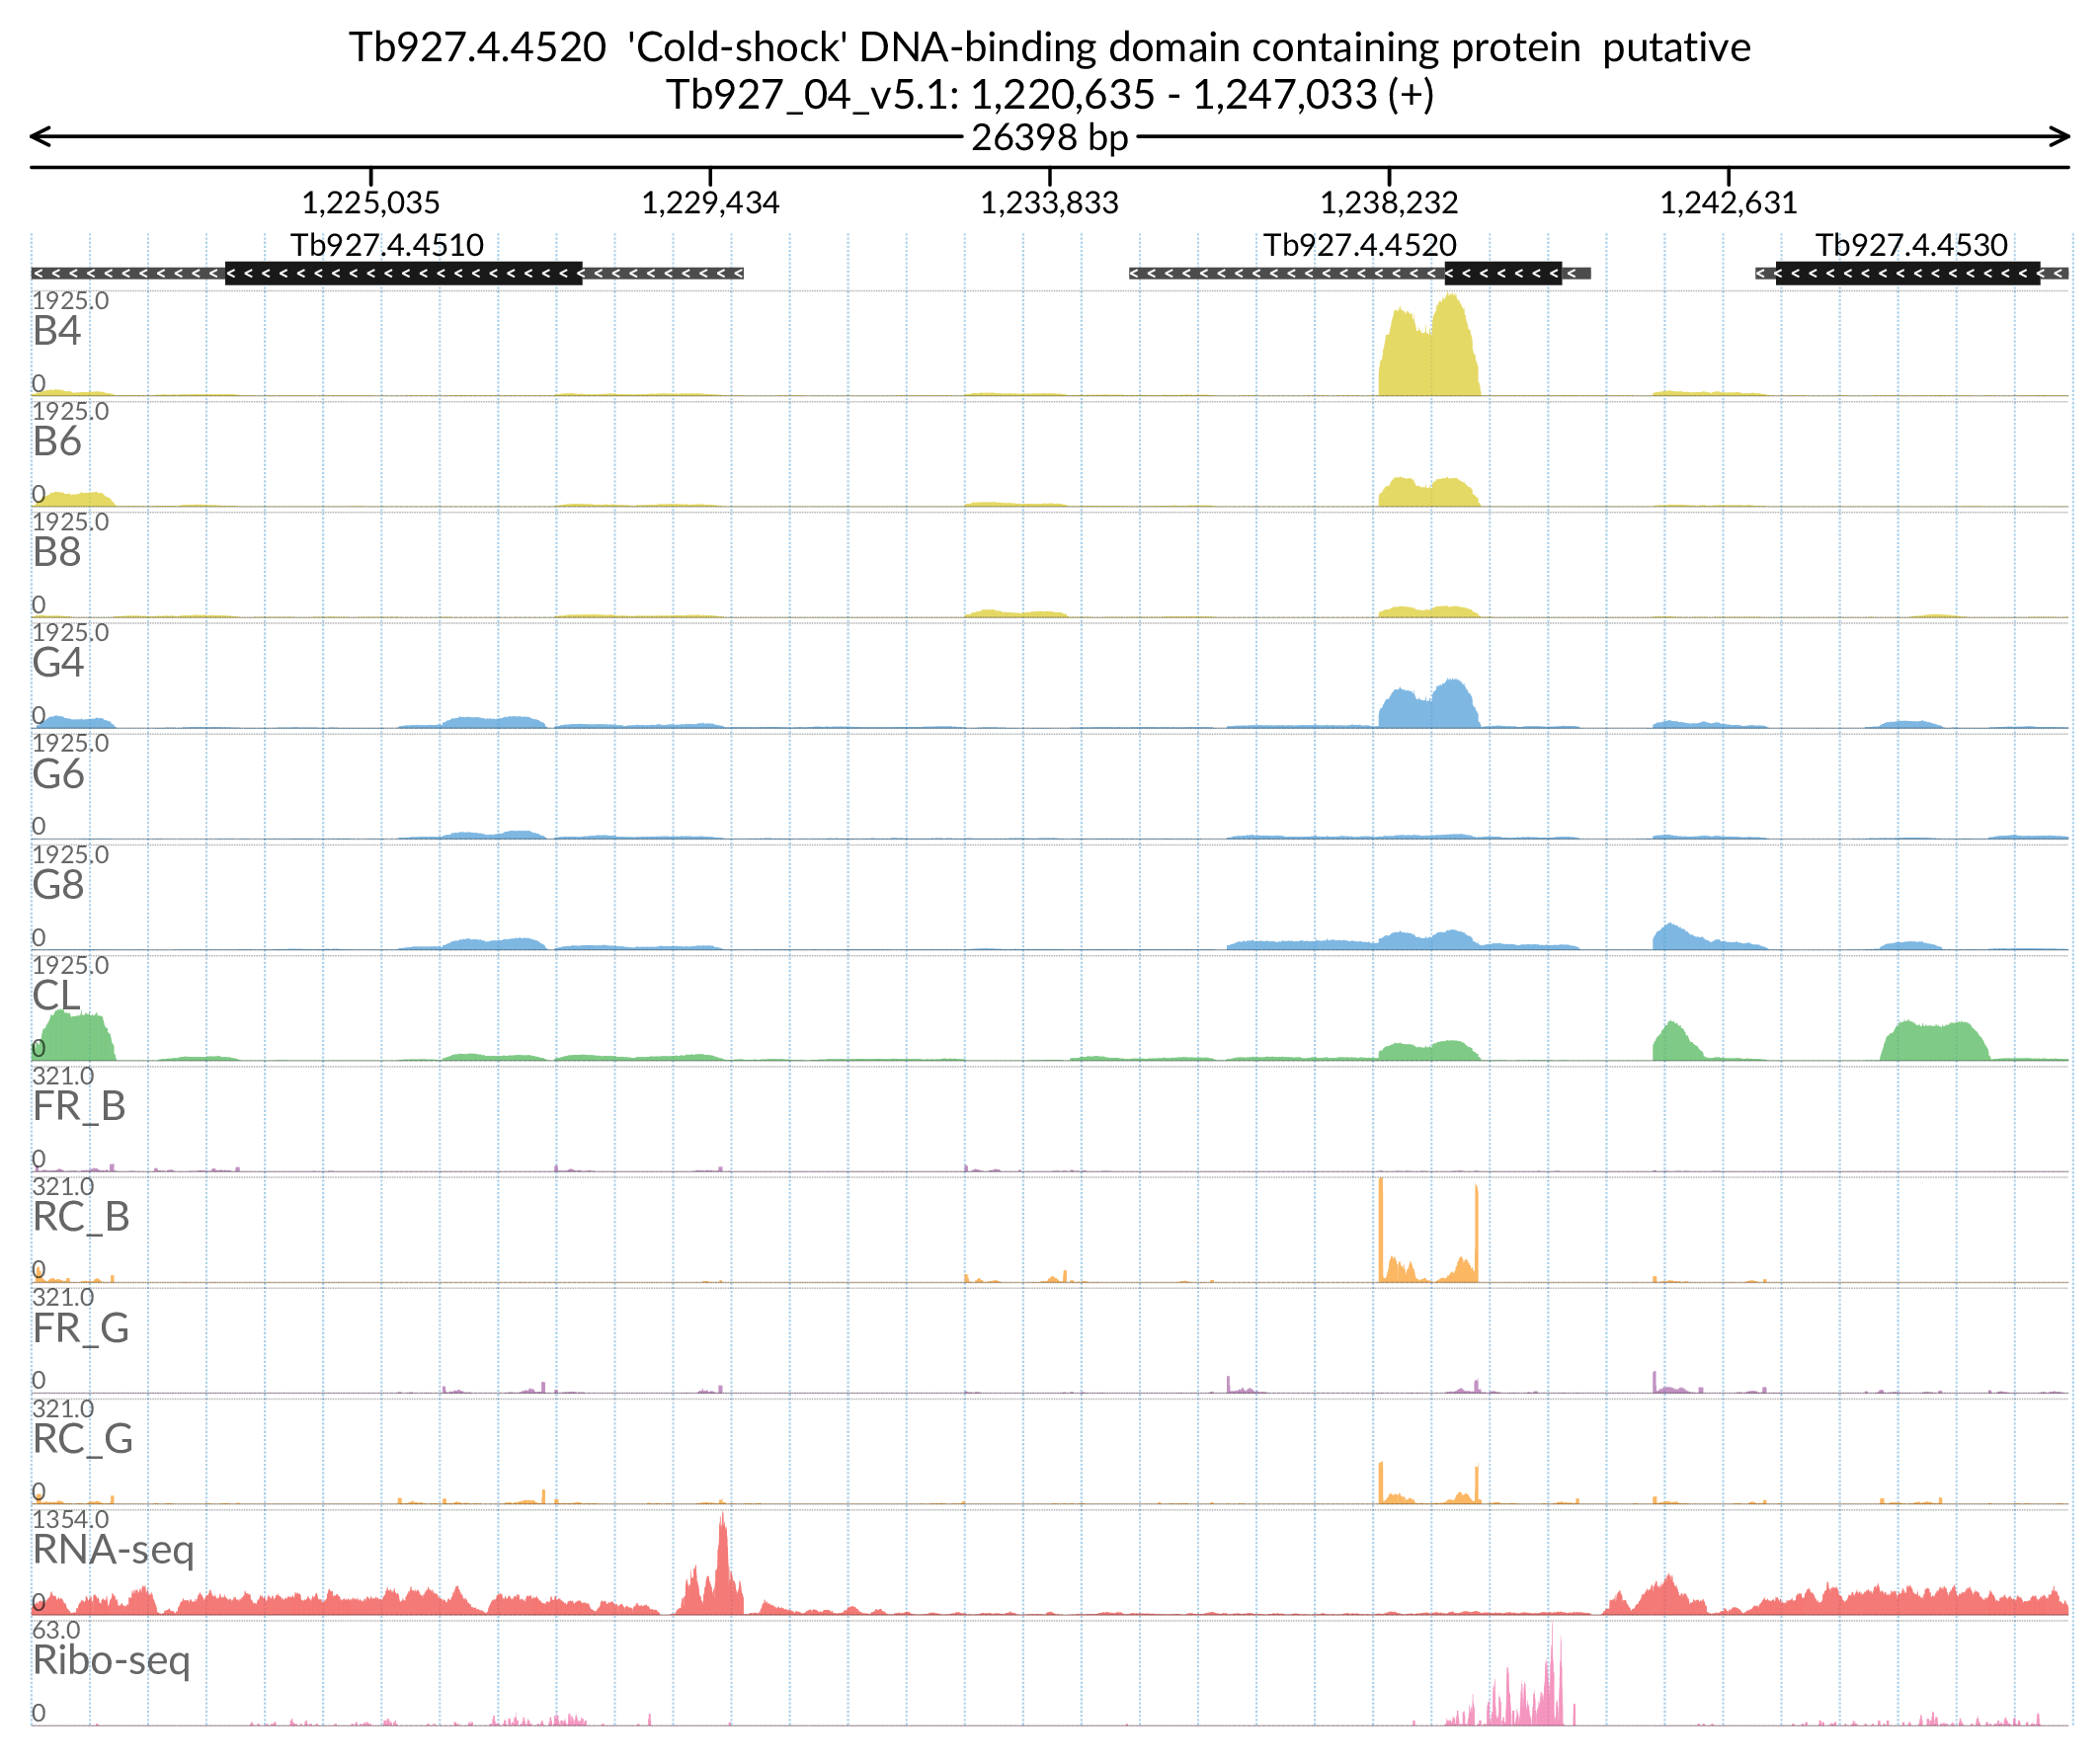 Tb927.4.4520  'Cold-shock' DNA-binding domain containing protein  putative
Tb927_04_v5.1: 1,220,635 - 1,247,033 (+)
26398 bp
1,225,035 1,229,434 1,233,833 1,238,232 1,242,631
Tb927.4.4510 Tb927.4.4520 Tb927.4.4530
1925.0
B4
0
1925.0
B6
0
1925.0
B8
0
1925.0
G4
0
1925.0
G6
0
1925.0
G8
0
1925.0
CL
0
321.0
FR_B
0
321.0
RC_B
0
321.0
FR_G
0
321.0
RC_G
0
1354.0
RNA-seq
0
63.0
Ribo-seq
0